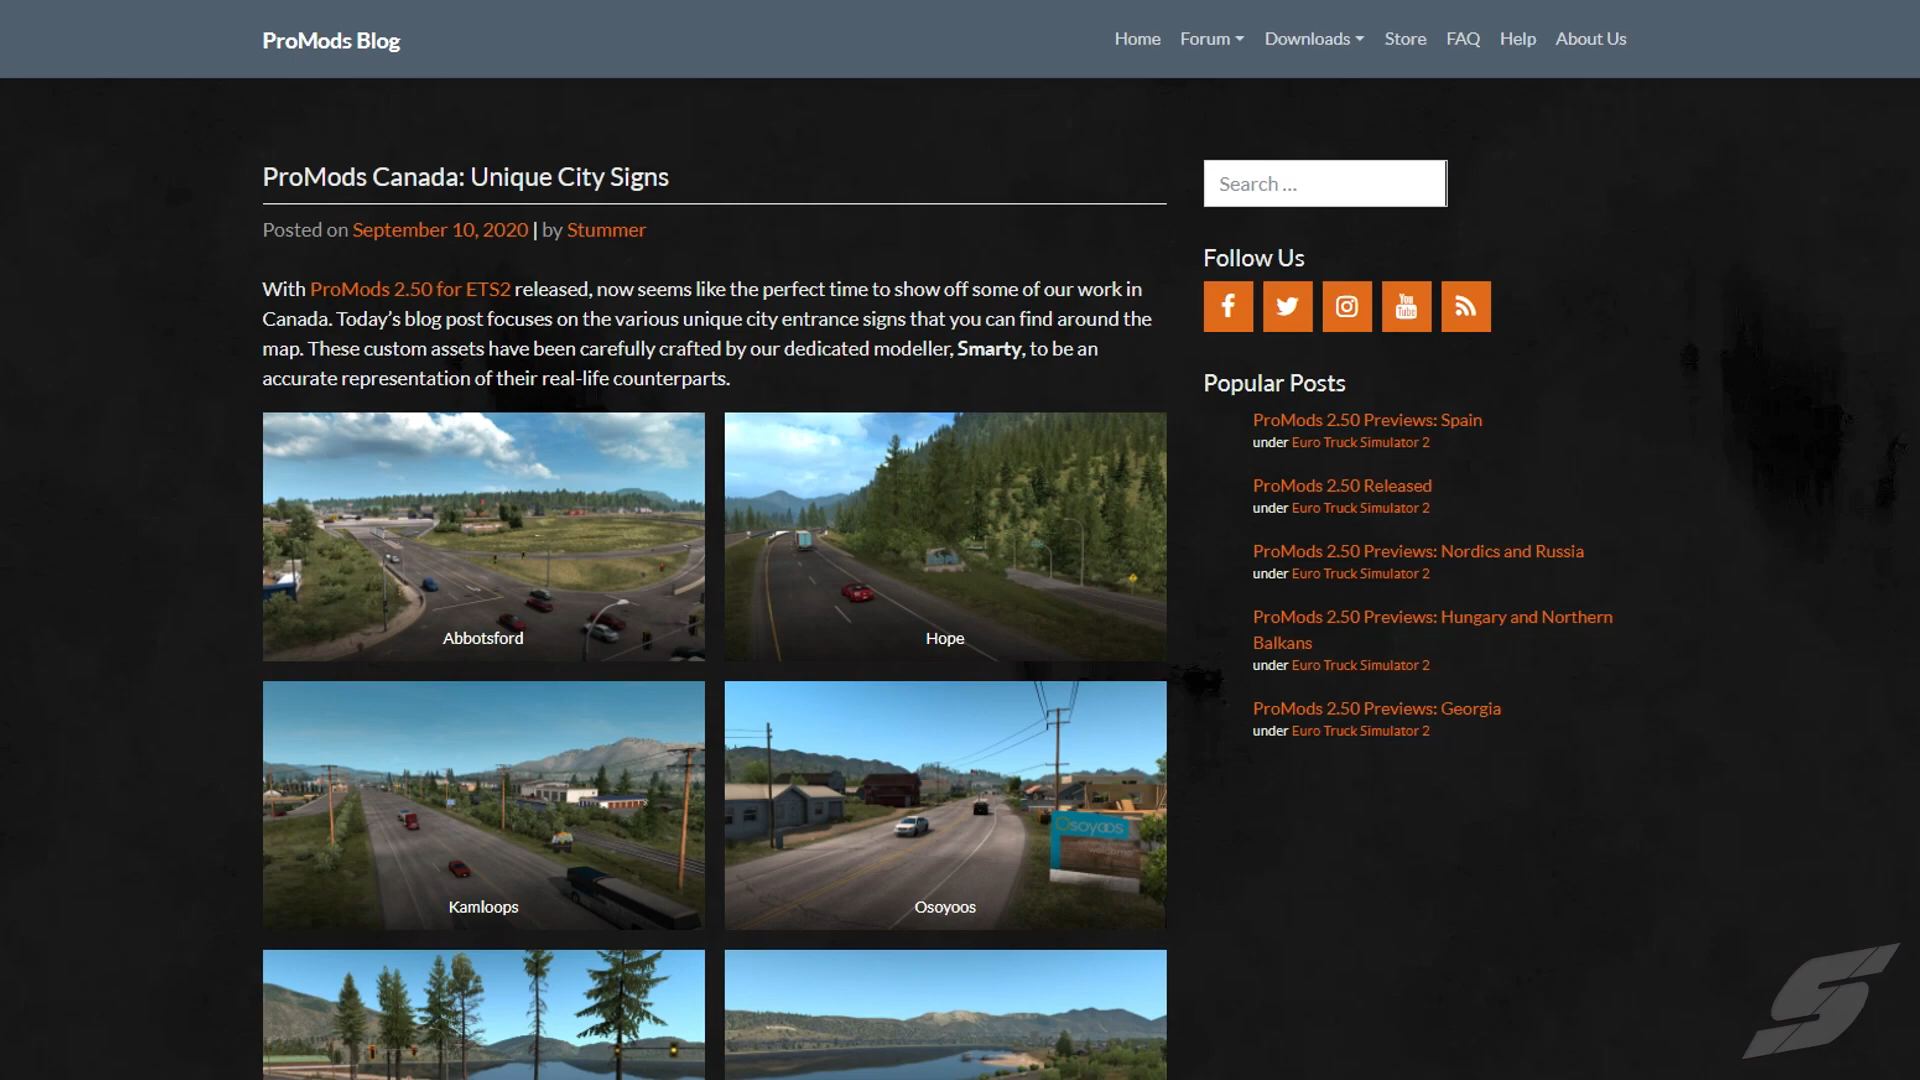 ProMods Blog
Home Forum Downloads Store FAQ Help About Us
ProMods Canada: Unique City Signs
Posted on September 10, 2020 | by Stummer
With ProMods 2.50 for ETS2 released, now seems like the perfect time to show off some of our work in
Canada. Today’s blog post focuses on the various unique city entrance signs that you can find around the
map. These custom assets have been carefully crafted by our dedicated modeller, Smarty, to be an
accurate representation of their real-life counterparts.
Abbotsford
Hope
Kamloops
Osoyoos
welcome
Osoyoos
Search ...
Follow Us
You
Tube
Popular Posts
ProMods 2.50 Previews: Spain
under Euro Truck Simulator 2
ProMods 2.50 Released
under Euro Truck Simulator 2
ProMods 2.50 Previews: Nordics and Russia
under Euro Truck Simulator 2
ProMods 2.50 Previews: Hungary and Northern
Balkans
under Euro Truck Simulator 2
ProMods 2.50 Previews: Georgia
under Euro Truck Simulator 2